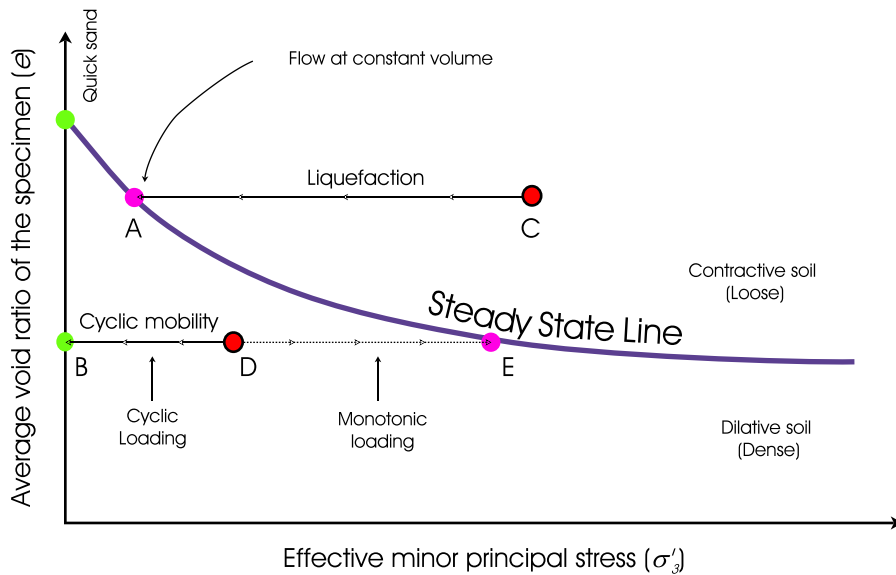 Quick sand
Flow at constant volume
Average void ratio of the specimen (e)
Liquefaction
A
C
Contractive soil
(Loose)
Steady State Line
Cyclic mobility
B
D
E
Cyclic
Loading
Monotonic
loading
Dilative soil
(Dense)
Effective minor principal stress (σ′₃)